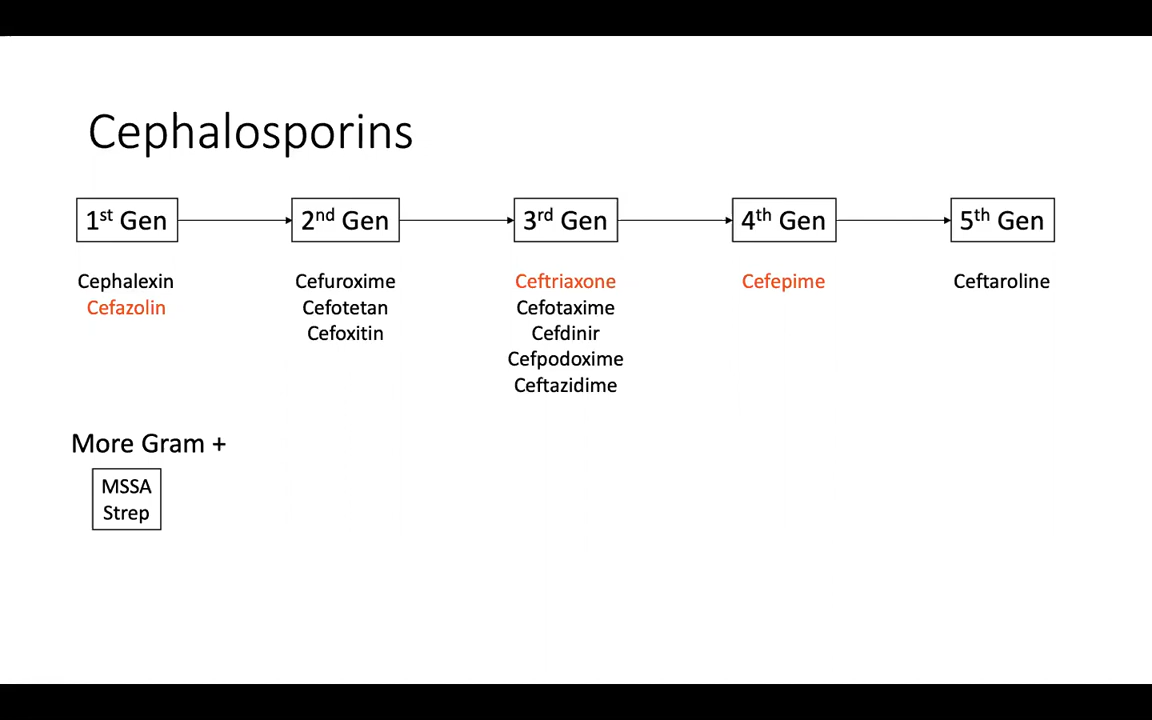 Cephalosporins
1st Gen
2nd Gen
3rd Gen
4th Gen
5th Gen
Cephalexin
Cefazolin
Cefuroxime
Cefotetan
Cefoxitin
Ceftriaxone
Cefotaxime
Cefdinir
Cefpodoxime
Ceftazidime
Cefepime
Ceftaroline
More Gram +
MSSA
Strep